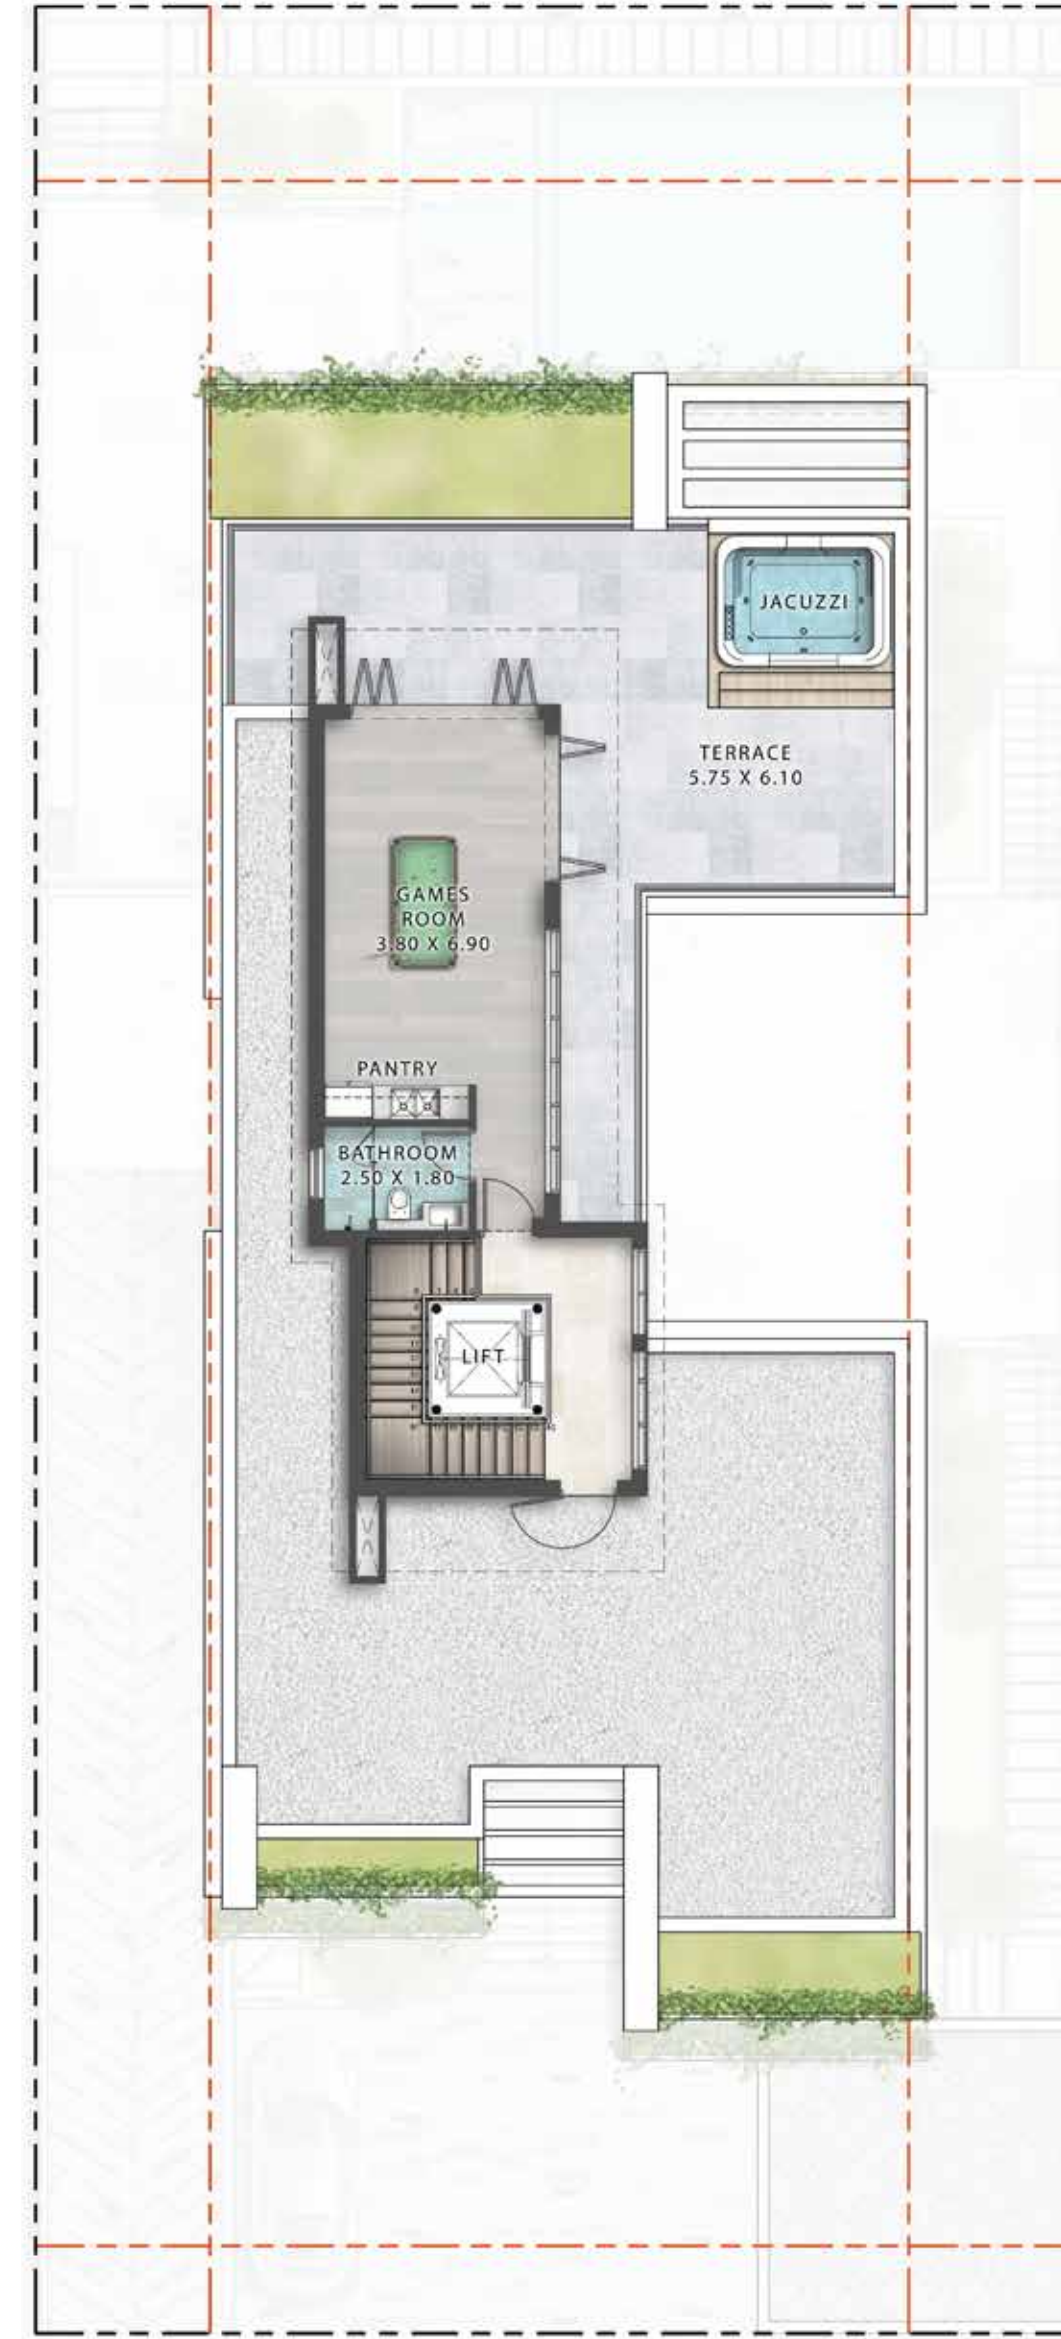 JACUZZI
TERRACE
5.75 X 6.10
GAMES
ROOM
3.80 X 6.90
PANTRY
BATHROOM
2.50 X 1.80
LIFT